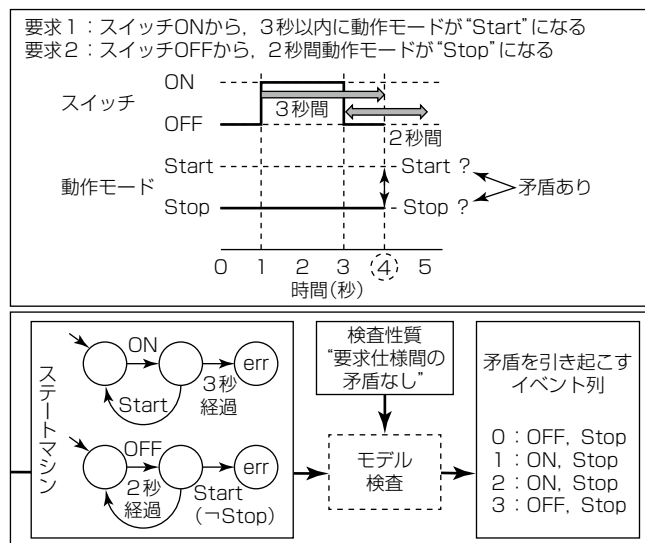 要求1：スイッチONから，3秒以内に動作モードが“Start”になる
要求2：スイッチOFFから，2秒間動作モードが“Stop”になる
ON
スイッチ
3秒間
OFF
2秒間
Start
Start ?
動作モード
矛盾あり
Stop
Stop ?
0 1 2 3 4 5
時間(秒)
ステートマシン
ON
err
3秒
経過
Start
OFF
err
2秒
経過
Start
(¬Stop)
検査性質
“要求仕様間の
矛盾なし”
モデル
検査
矛盾を引き起こす
イベント列
0：OFF, Stop
1：ON, Stop
2：ON, Stop
3：OFF, Stop